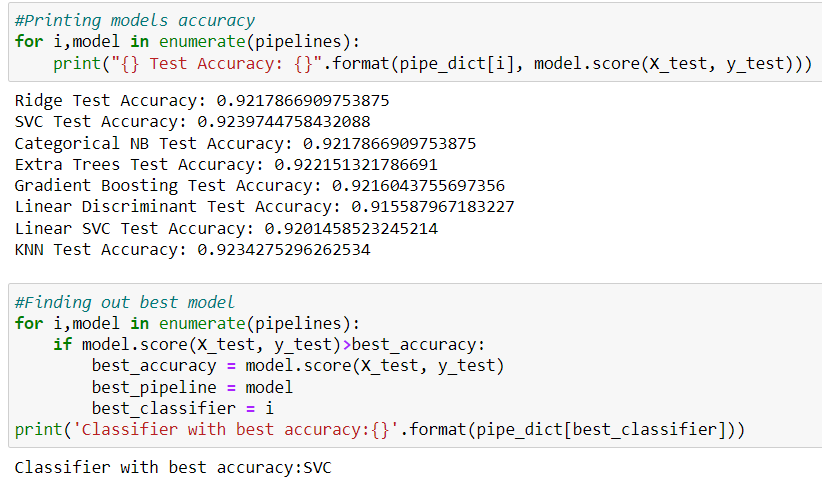 #Printing models accuracy
for i,model in enumerate(pipelines):
    print("{} Test Accuracy: {}".format(pipe_dict[i], model.score(X_test, y_test)))
Ridge Test Accuracy: 0.9217866909753875
SVC Test Accuracy: 0.9239744758432088
Categorical NB Test Accuracy: 0.9217866909753875
Extra Trees Test Accuracy: 0.922151321786691
Gradient Boosting Test Accuracy: 0.9216043755697356
Linear Discriminant Test Accuracy: 0.915587967183227
Linear SVC Test Accuracy: 0.9201458523245214
KNN Test Accuracy: 0.9234275296262534
#Finding out best model
for i,model in enumerate(pipelines):
    if model.score(X_test, y_test)>best_accuracy:
        best_accuracy = model.score(X_test, y_test)
        best_pipeline = model
        best_classifier = i
print('Classifier with best accuracy:{}'.format(pipe_dict[best_classifier]))
Classifier with best accuracy:SVC